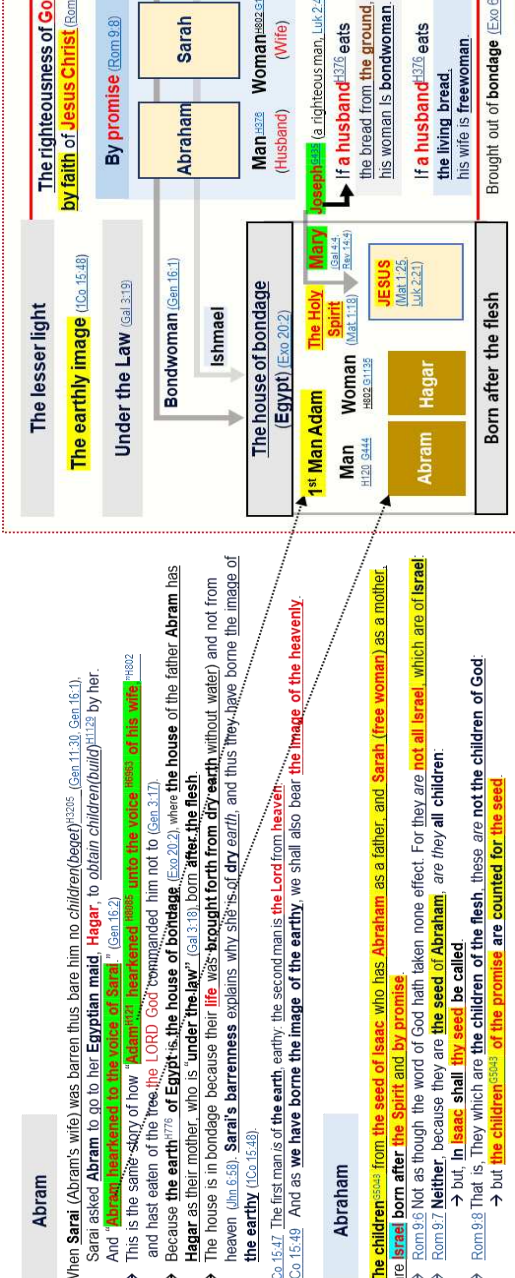 Abram
When Sarai (Abram's wife) was barren thus bare him no children(beget)H3205 (Gen 11:30, Gen 16:1),
Sarai asked Abram to go to her Egyptian maid, Hagar, to obtain children(build)H1129 by her.
And "Abram hearkened to the voice of Sarai." (Gen 16:2)
This is the same story of how "AdamH121 hearkenedH8085 unto the voiceH6963 of his wife,"H802
and hast eaten of the tree the LORD God commanded him not to (Gen 3:17).
Because the earthH776 of Egypt is the house of bondage (Exo 20:2), where the house of the father Abram has
Hagar as their mother, who is "under the law" (Gal 3:18), born after the flesh.
The house is in bondage because their life was brought forth from dry earth without water) and not from
heaven (Jhn 6:58). Sarai's barrenness explains why she is of dry earth, and thus they have borne the image of
the earthy (1Co 15:48).
Co 15:47 The first man is of the earth, earthy: the second man is the Lord from heaven.
Co 15:49 And as we have borne the image of the earthy, we shall also bear the image of the heavenly.
Abraham
The childrenG5043 from the seed of Isaac who has Abraham as a father, and Sarah (free woman) as a mother,
re Israel born after the Spirit and by promise.
Rom 9:6 Not as though the word of God hath taken none effect. For they are not all Israel, which are of Israel:
Rom 9:7 Neither, because they are the seed of Abraham, are they all children:
→ but, In Isaac shall thy seed be called.
Rom 9:8 That is, They which are the children of the flesh, these are not the children of God:
→ but the childrenG5043 of the promise are counted for the seed.
The lesser light
The earthly image (1Co 15:48)
Under the Law (Gal 3:19)
Bondwoman (Gen 16:1)
Ishmael
The house of bondage
(Egypt) (Exo 20:2)
1st Man Adam
Man
H120 G444
Woman
H802 G1135
Abram
Hagar
The Holy
Spirit
(Mat 1:18)
Mary
(Gal 4:4,
Rev 14:4)
JosephG435 (a righteous man, Luk 2:4
JESUS
(Mat 1:25,
Luk 2:21)
Born after the flesh
The righteousness of Go
by faith of Jesus Christ (Rom
By promise (Rom 9:8)
Abraham
Sarah
Man H376
(Husband)
Woman H802 G1
(Wife)
If a husbandH376 eats
the bread from the ground,
his woman Is bondwoman.
If a husbandH376 eats
the living bread,
his wife is freewoman.
Brought out of bondage (Exo 6